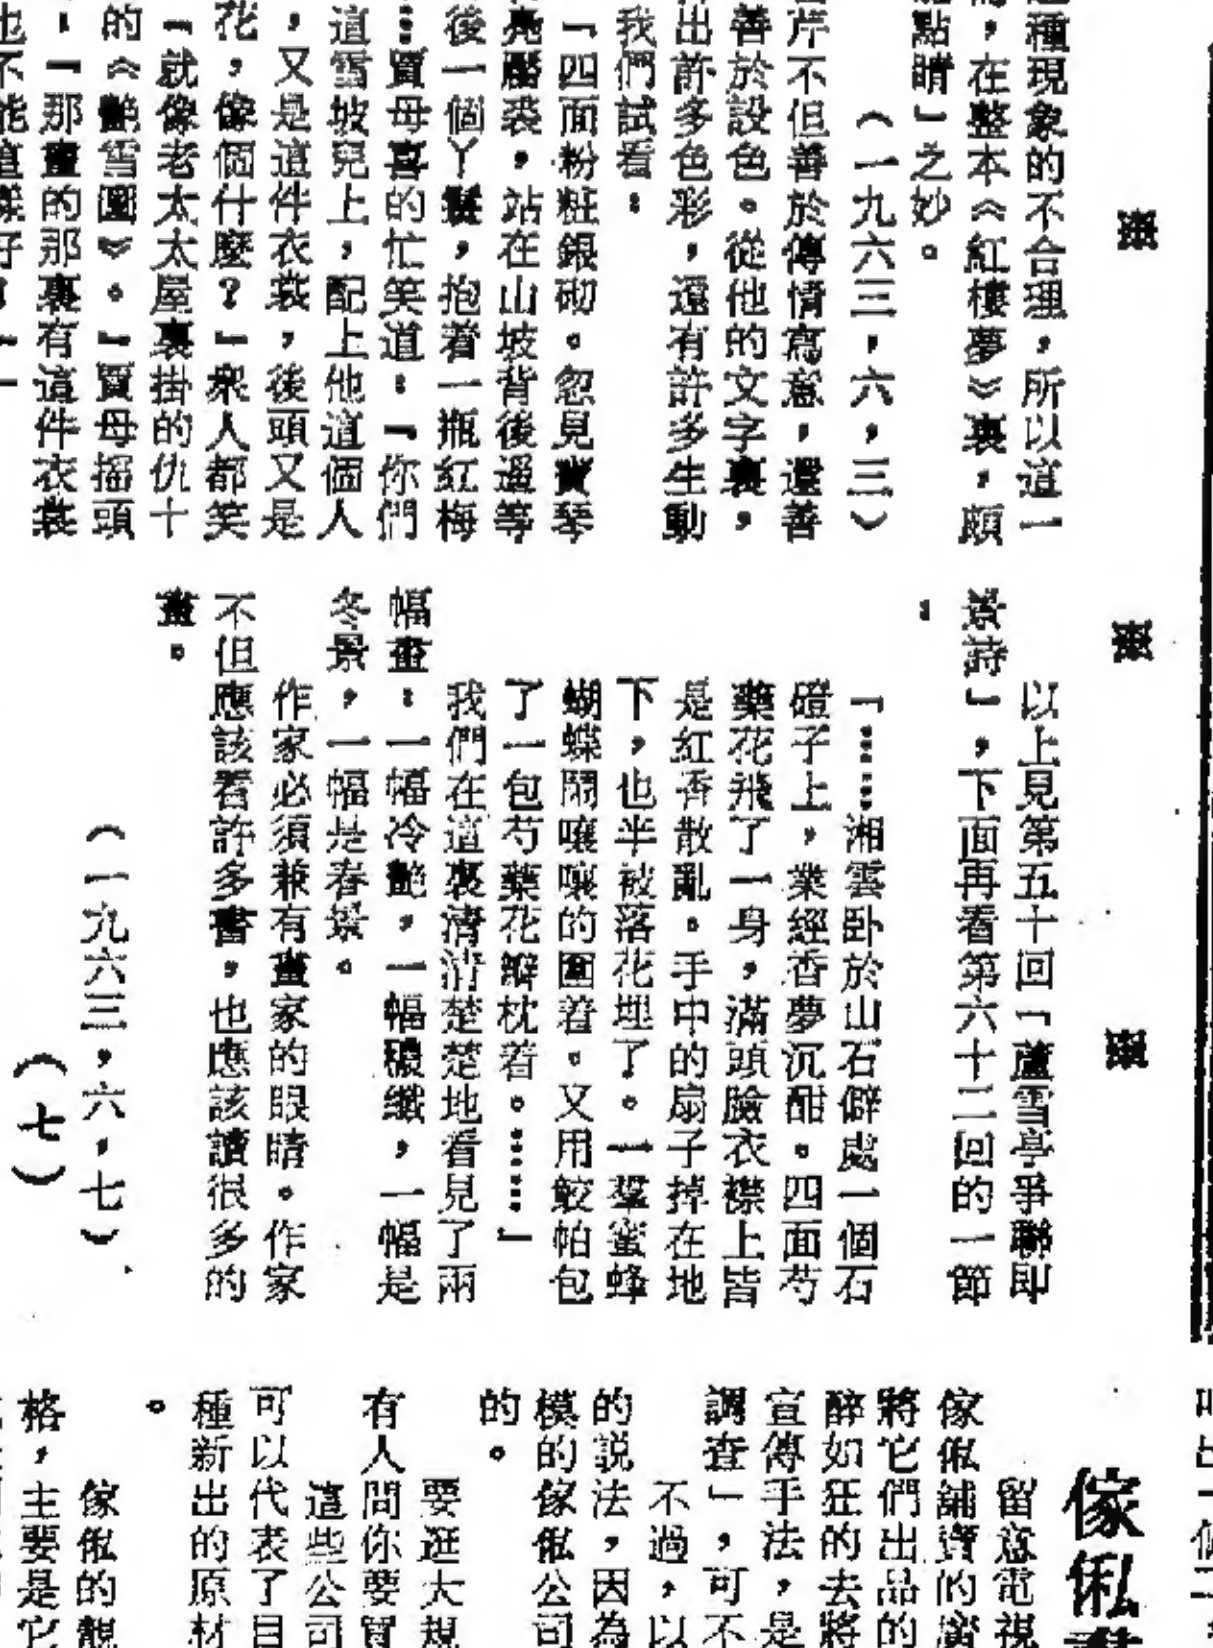 種現象的不合理，所以這一
，在整本《紅樓夢》裏，頗
點睛」之妙。
（一九六三，六，三）
芹不但善於傳情寫意，還善
善於設色。從他的文字裏，
出許多色彩，還有許多生動
我們試看：
「四面粉粧銀砌。忽見寶琴
靨裘，站在山坡背後遥等
後一個丫鬟，抱着一瓶紅梅
…賈母喜的忙笑道：「你們
這雪坡兒上，配上他這個人
，又是這件衣裳，後頭又是
花，像個什麼？」衆人都笑
「就像老太太屋裏掛的仇十
的《艷雪圖》。」賈母搖頭
：「那畫的那裏有這件衣裳
也不能這樣好
以上見第五十回「蘆雪亭爭聯即
景詩」，下面再看第六十二回的一節
：
「……湘雲卧於山石僻處一個石
磴子上，業經香夢沉酣。四面芍
藥花飛了一身，滿頭臉衣襟上皆
是紅香散亂。手中的扇子掉在地
下，也半被落花埋了。一羣蜜蜂
蝴蝶鬧嚷嚷的圍着。又用鮫帕包
了一包芍藥花瓣枕着。……」
我們在這裏清清楚楚地看見了兩
幅畫：一幅冷艷，一幅穠纖，一幅是
冬景，一幅是春景。
作家必須兼有畫家的眼睛。作家
不但應該看許多書，也應該讀很多的
畫。
（一九六三，六，七）
（七）
傢俬
留意電視
傢俬舖賣的廣
將它們出品的
醉如狂的去將
宣傳手法，是
調查」，可不
不過，以
的說法，因為
模的傢俬公司
的。
要逛大規
有人問你要買
這些公司
可以代表了目
種新出的原材
。
傢俬的靚
格，主要是它